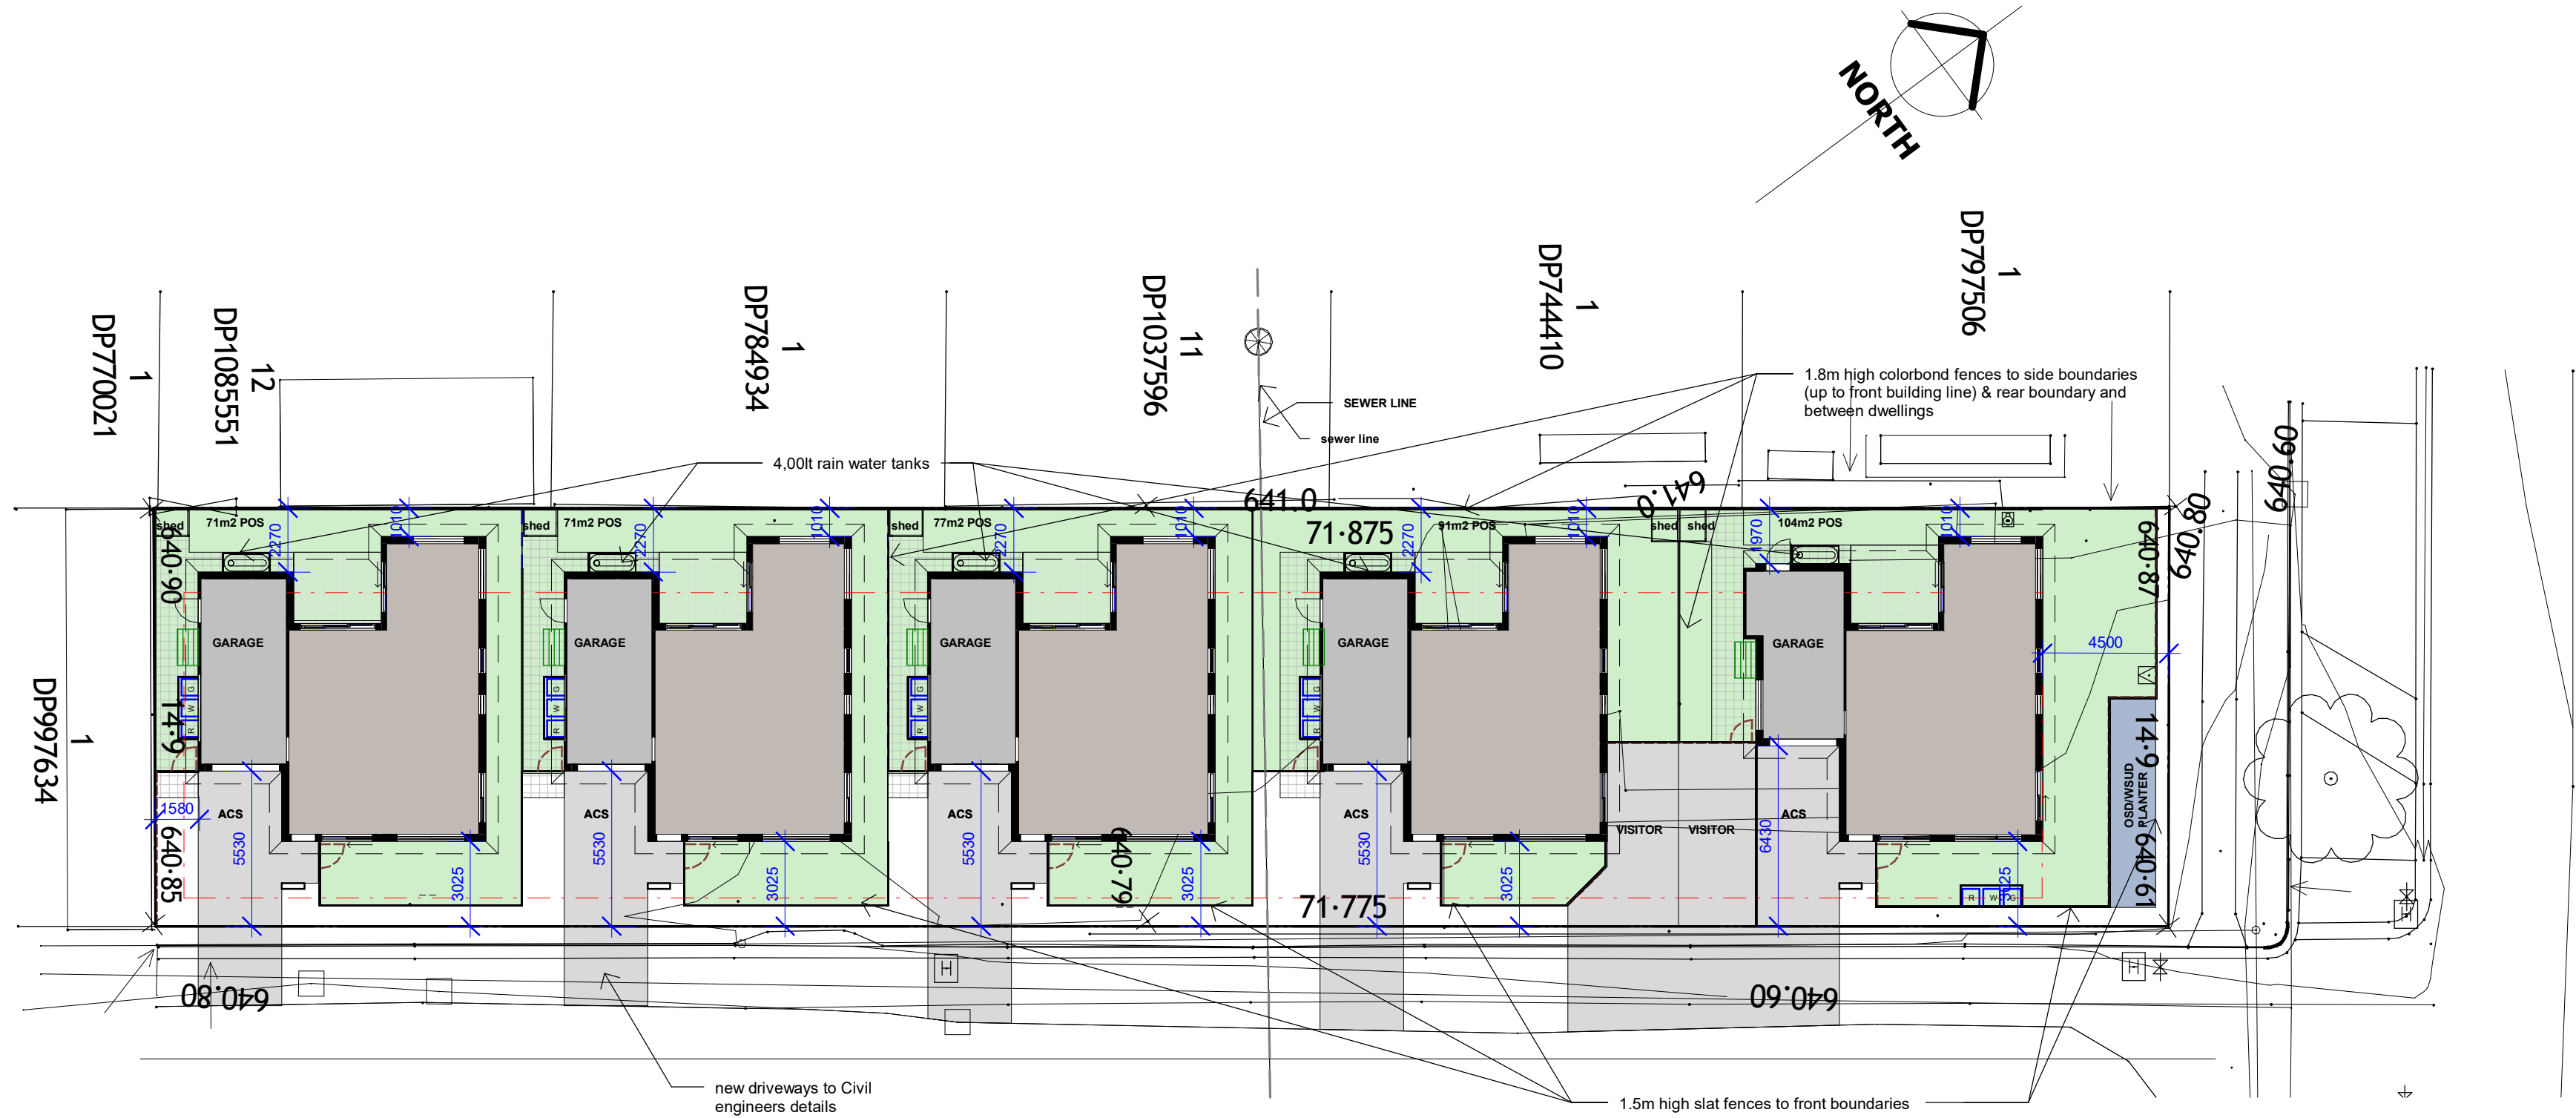 NORTH
1
DP770021
12
DP1085551
1
DP784934
11
DP1037596
1
DP744410
1
DP797506
1
DP997634
1.8m high colorbond fences to side boundaries
(up to front building line) & rear boundary and
between dwellings
SEWER LINE
sewer line
4,00lt rain water tanks
641.0
641.0
71·875
640.80
640.60
640·87
640·90
14·9
640·85
14·9
640·61
640·79
71·775
640.80
640.60
shed
71m2 POS
2270
1010
shed
71m2 POS
2270
1010
shed
77m2 POS
2270
1010
2270
91m2 POS
1010
shed
shed
104m2 POS
1970
1010
4500
GARAGE
GARAGE
GARAGE
GARAGE
GARAGE
G
W
R
G
W
R
G
W
R
G
W
R
1580
ACS
5530
3025
ACS
5530
3025
ACS
5530
3025
ACS
5530
3025
VISITOR
VISITOR
6430
ACS
R
W
G
OSD/WSUD
PLANTER
H
H
H
new driveways to Civil
engineers details
1.5m high slat fences to front boundaries